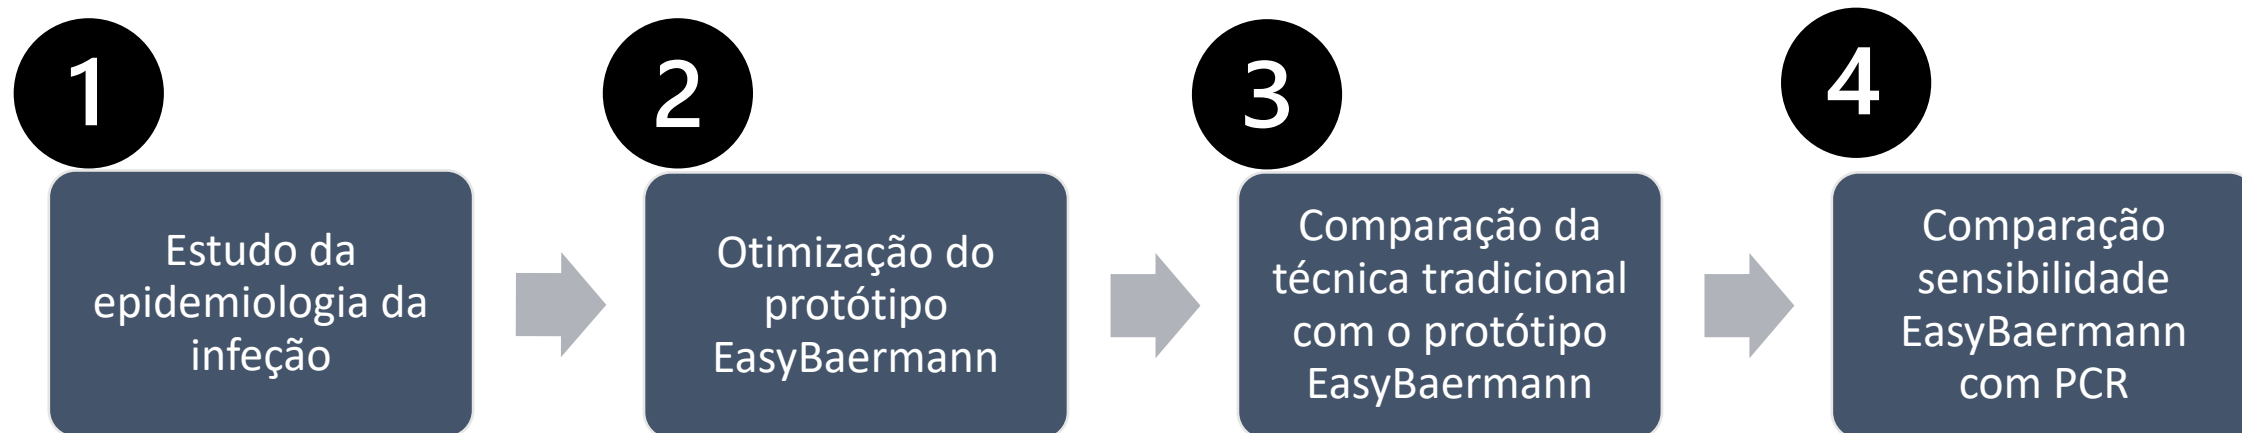 1
Estudo da
epidemiologia da
infeção
2
Otimização do
protótipo
EasyBaermann
3
Comparação da
técnica tradicional
com o protótipo
EasyBaermann
4
Comparação
sensibilidade
EasyBaermann
com PCR